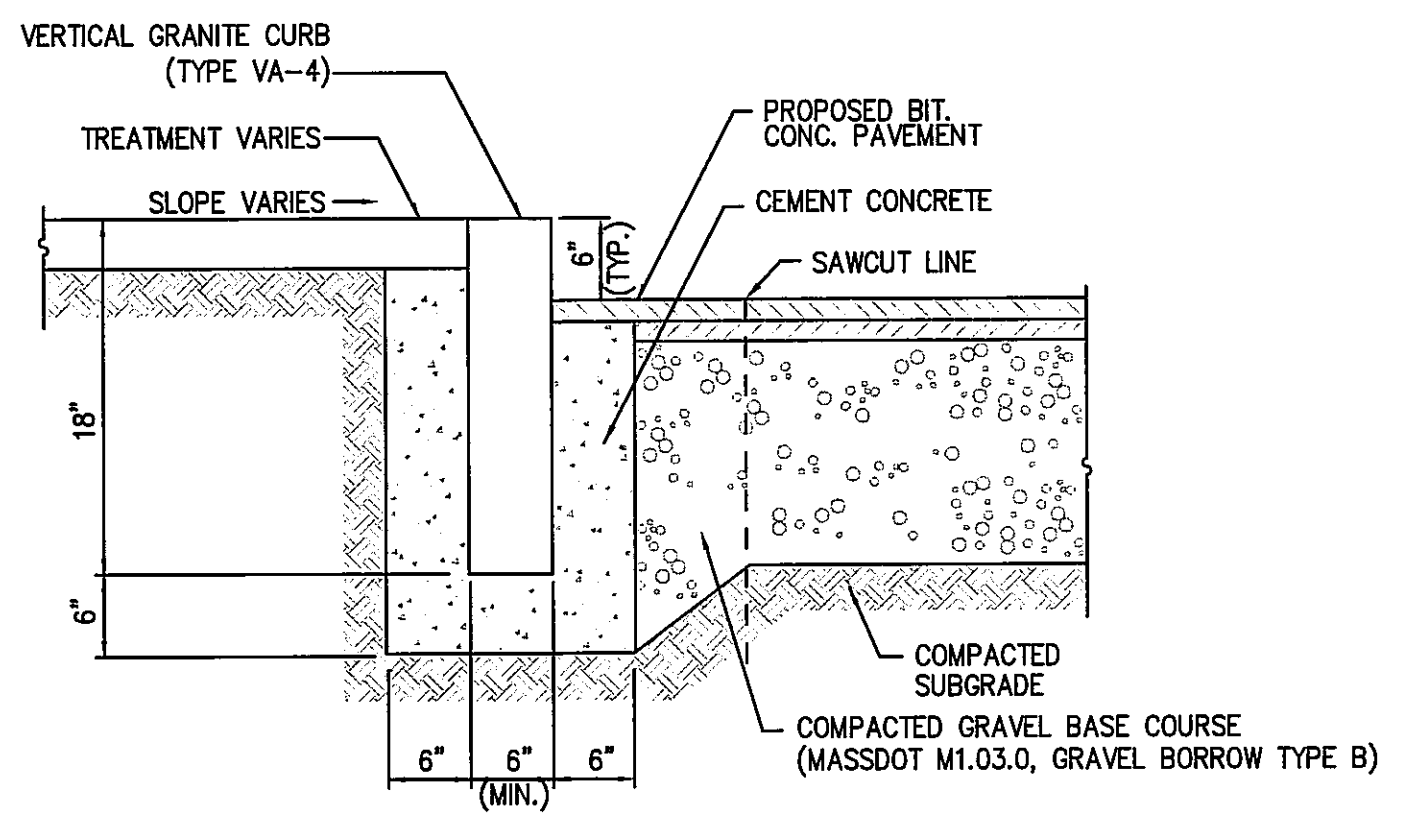 VERTICAL GRANITE CURB
(TYPE VA-4)
TREATMENT VARIES
SLOPE VARIES
PROPOSED BIT.
CONC. PAVEMENT
CEMENT CONCRETE
SAWCUT LINE
6"
(TYP.)
18"
6"
COMPACTED
SUBGRADE
COMPACTED GRAVEL BASE COURSE
(MASSDOT M1.03.0, GRAVEL BORROW TYPE B)
6" 6" 6"
(MIN.)